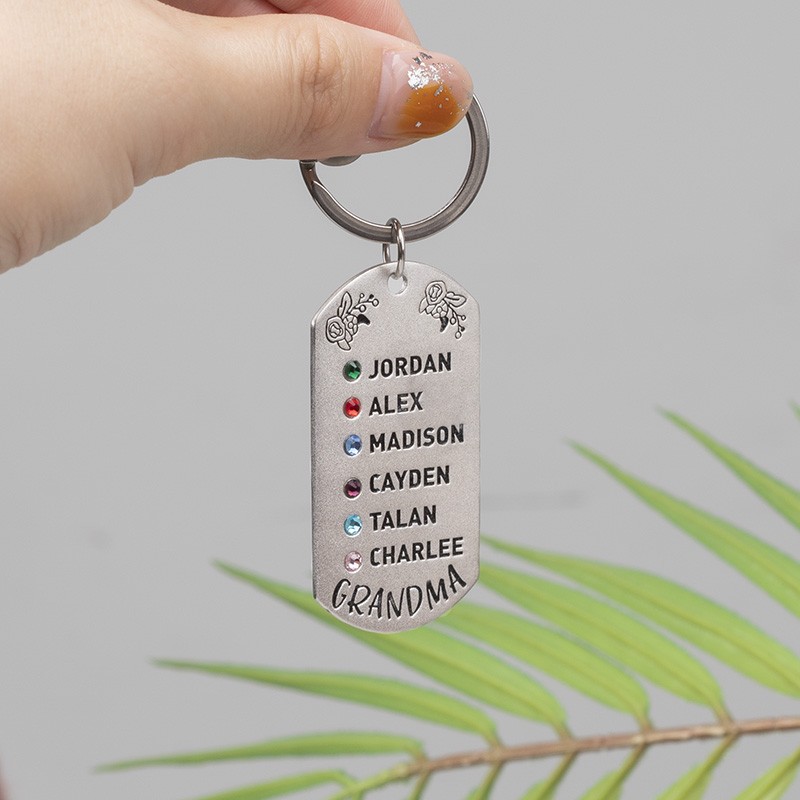 JORDAN
ALEX
MADISON
CAYDEN
TALAN
CHARLEE
GRANDMA